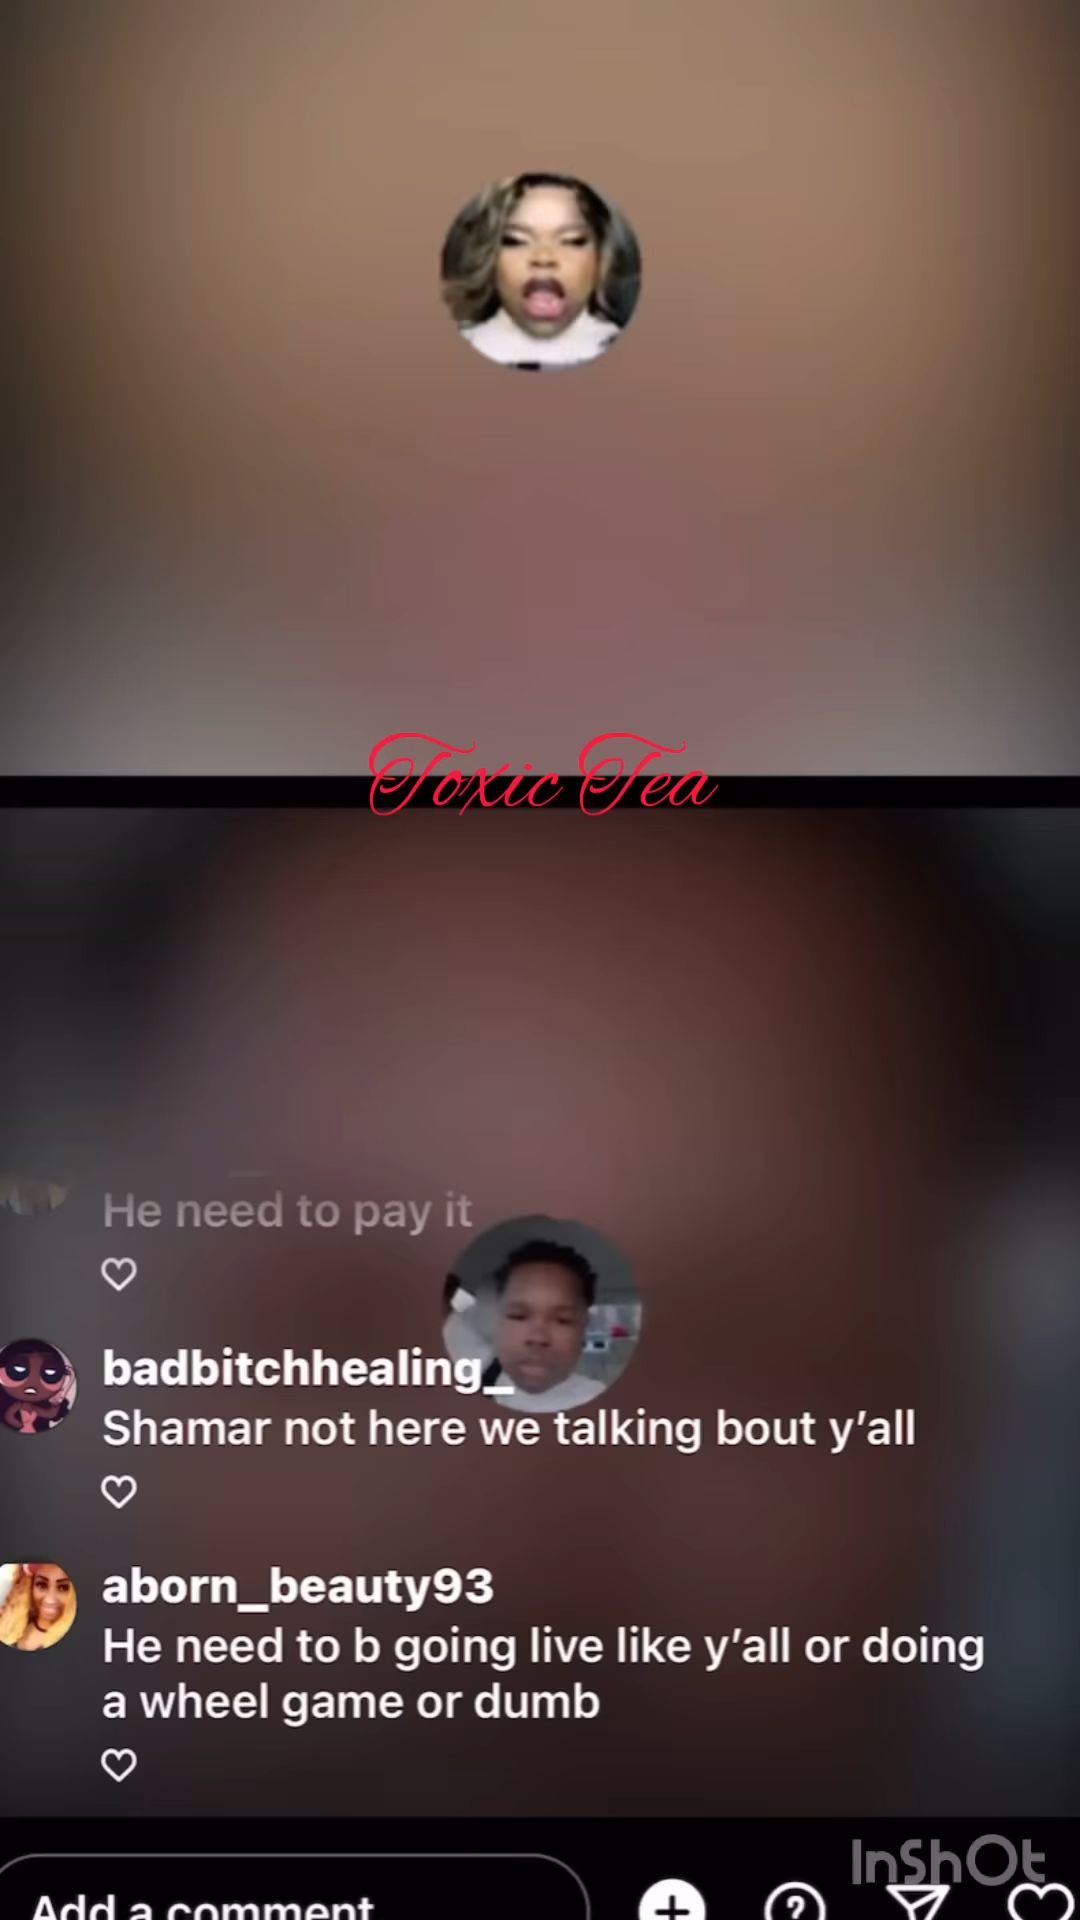 Toxic Tea
He need to pay it
badbitchhealing_
Shamar not here we talking bout y’all
aborn_beauty93
He need to b going live like y’all or doing
a wheel game or dumb
InShOt
Add a comment